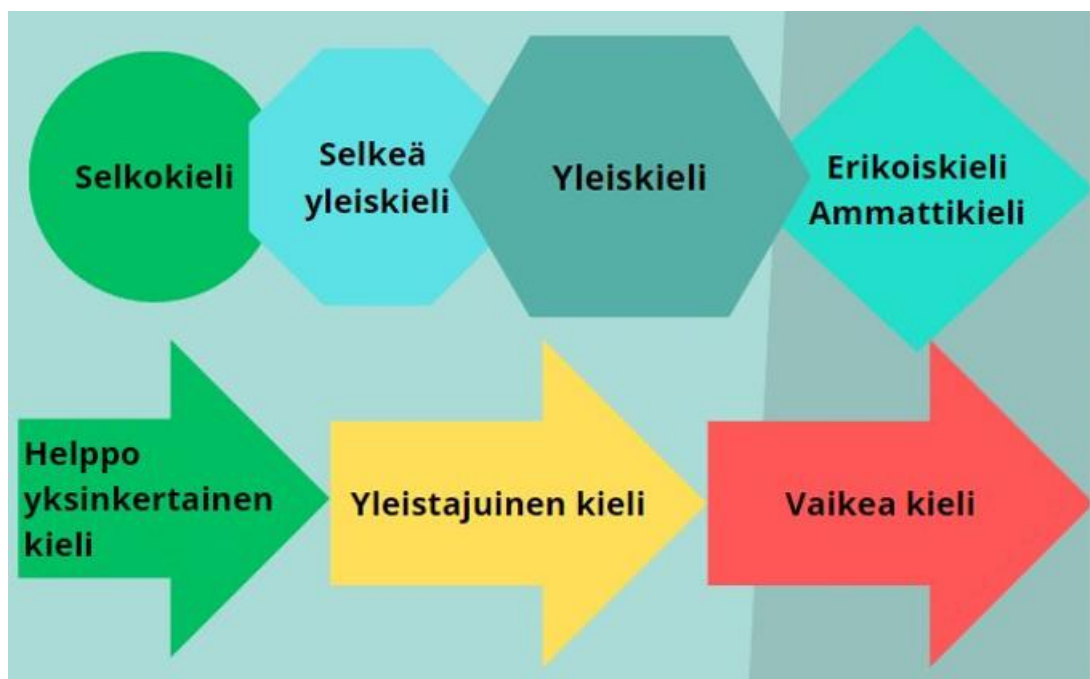 Selkokieli
Selkeä
yleiskieli
Yleiskieli
Erikoiskieli
Ammattikieli
Helppo
yksinkertainen
kieli
Yleistajuinen kieli
Vaikea kieli